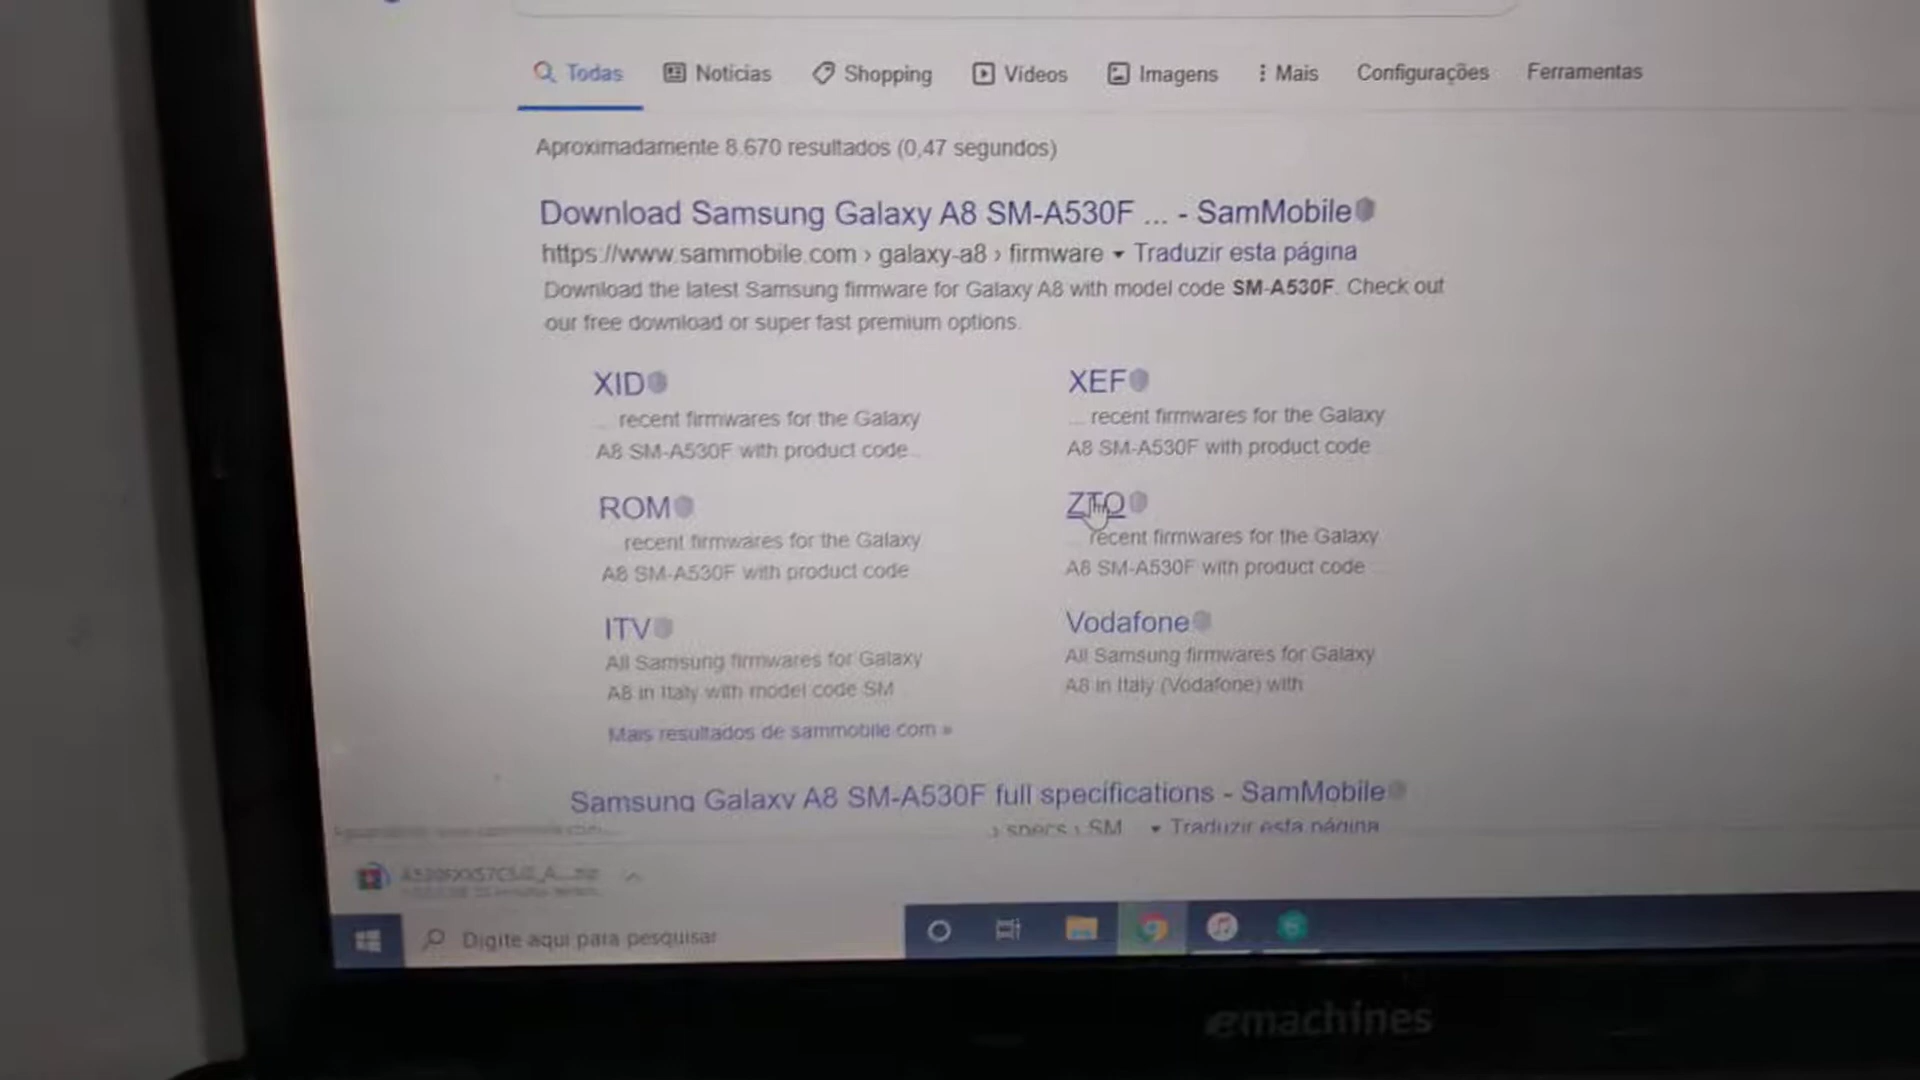 Todas Notícias Shopping Vídeos Imagens Mais Configurações Ferramentas
Aproximadamente 8.670 resultados (0,47 segundos)
Download Samsung Galaxy A8 SM-A530F ... - SamMobile
https://www.sammobile.com › galaxy-a8 › firmware Traduzir esta página
Download the latest Samsung firmware for Galaxy A8 with model code SM-A530F. Check out
our free download or super fast premium options.
XID
... recent firmwares for the Galaxy
A8 SM-A530F with product code ...
XEF
... recent firmwares for the Galaxy
A8 SM-A530F with product code ...
ROM
... recent firmwares for the Galaxy
A8 SM-A530F with product code ...
ZTO
... recent firmwares for the Galaxy
A8 SM-A530F with product code ...
ITV
All Samsung firmwares for Galaxy
A8 in Italy with model code SM
Vodafone
All Samsung firmwares for Galaxy
A8 in Italy (Vodafone) with
Mais resultados de sammobile.com »
Samsung Galaxy A8 SM-A530F full specifications - SamMobile
› specs › SM Traduzir esta página
Digite aqui para pesquisar
emachines